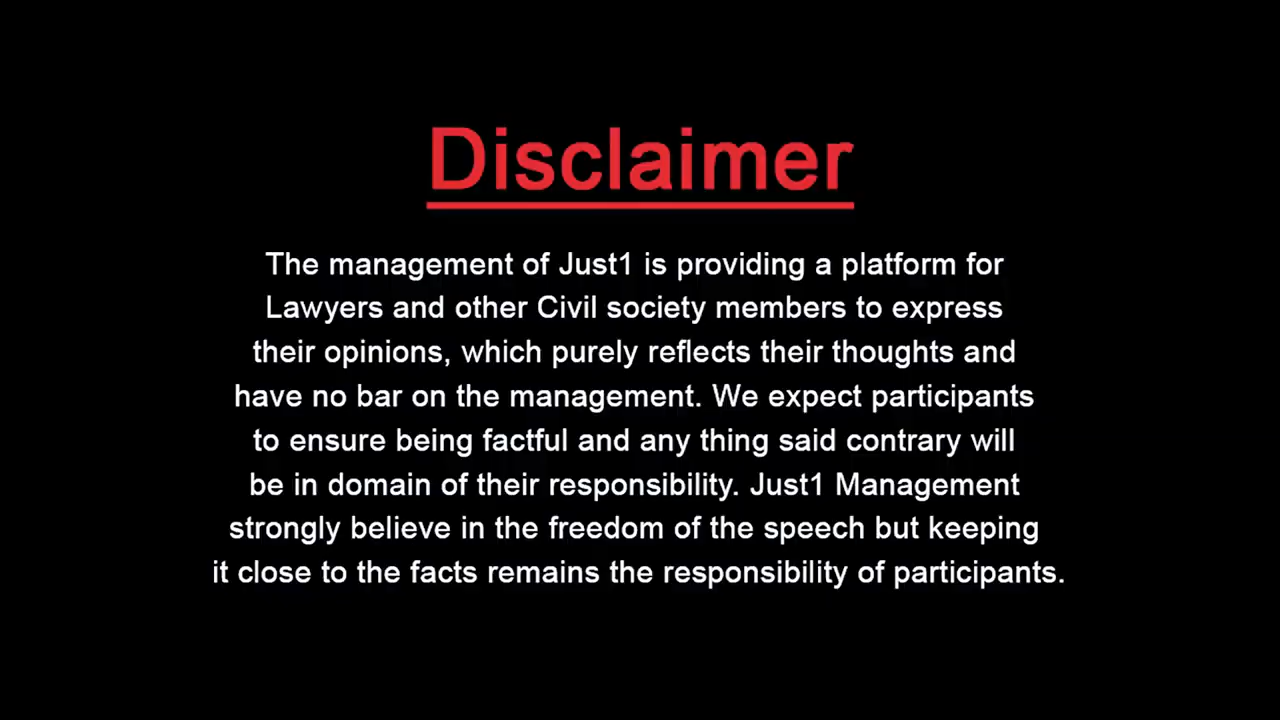 Disclaimer
The management of Just1 is providing a platform for
Lawyers and other Civil society members to express
their opinions, which purely reflects their thoughts and
have no bar on the management. We expect participants
to ensure being factful and any thing said contrary will
be in domain of their responsibility. Just1 Management
strongly believe in the freedom of the speech but keeping
it close to the facts remains the responsibility of participants.